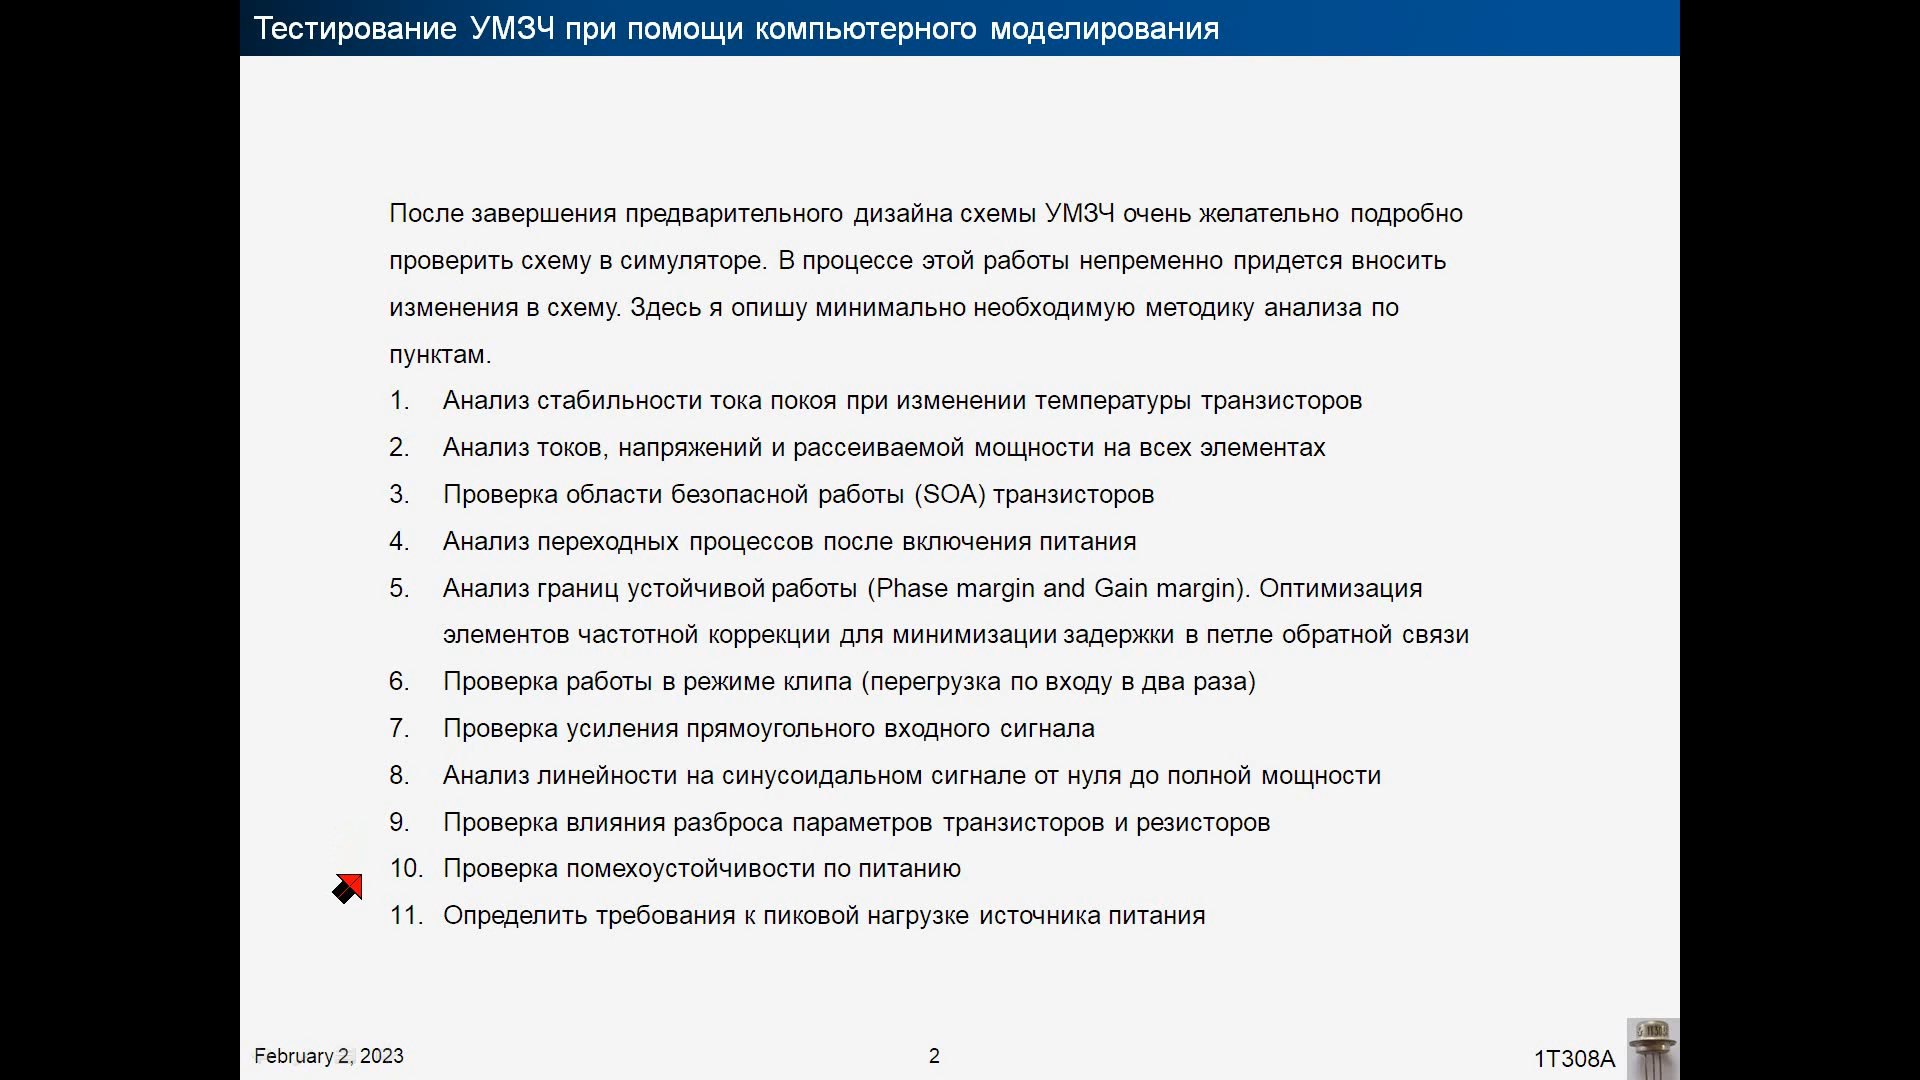 Тестирование УМЗЧ при помощи компьютерного моделирования
После завершения предварительного дизайна схемы УМЗЧ очень желательно подробно
проверить схему в симуляторе. В процессе этой работы непременно придется вносить
изменения в схему. Здесь я опишу минимально необходимую методику анализа по
пунктам.
1. Анализ стабильности тока покоя при изменении температуры транзисторов
2. Анализ токов, напряжений и рассеиваемой мощности на всех элементах
3. Проверка области безопасной работы (SOA) транзисторов
4. Анализ переходных процессов после включения питания
5. Анализ границ устойчивой работы (Phase margin and Gain margin). Оптимизация
элементов частотной коррекции для минимизации задержки в петле обратной связи
6. Проверка работы в режиме клипа (перегрузка по входу в два раза)
7. Проверка усиления прямоугольного входного сигнала
8. Анализ линейности на синусоидальном сигнале от нуля до полной мощности
9. Проверка влияния разброса параметров транзисторов и резисторов
10. Проверка помехоустойчивости по питанию
11. Определить требования к пиковой нагрузке источника питания
February 2, 2023
2
1T308A